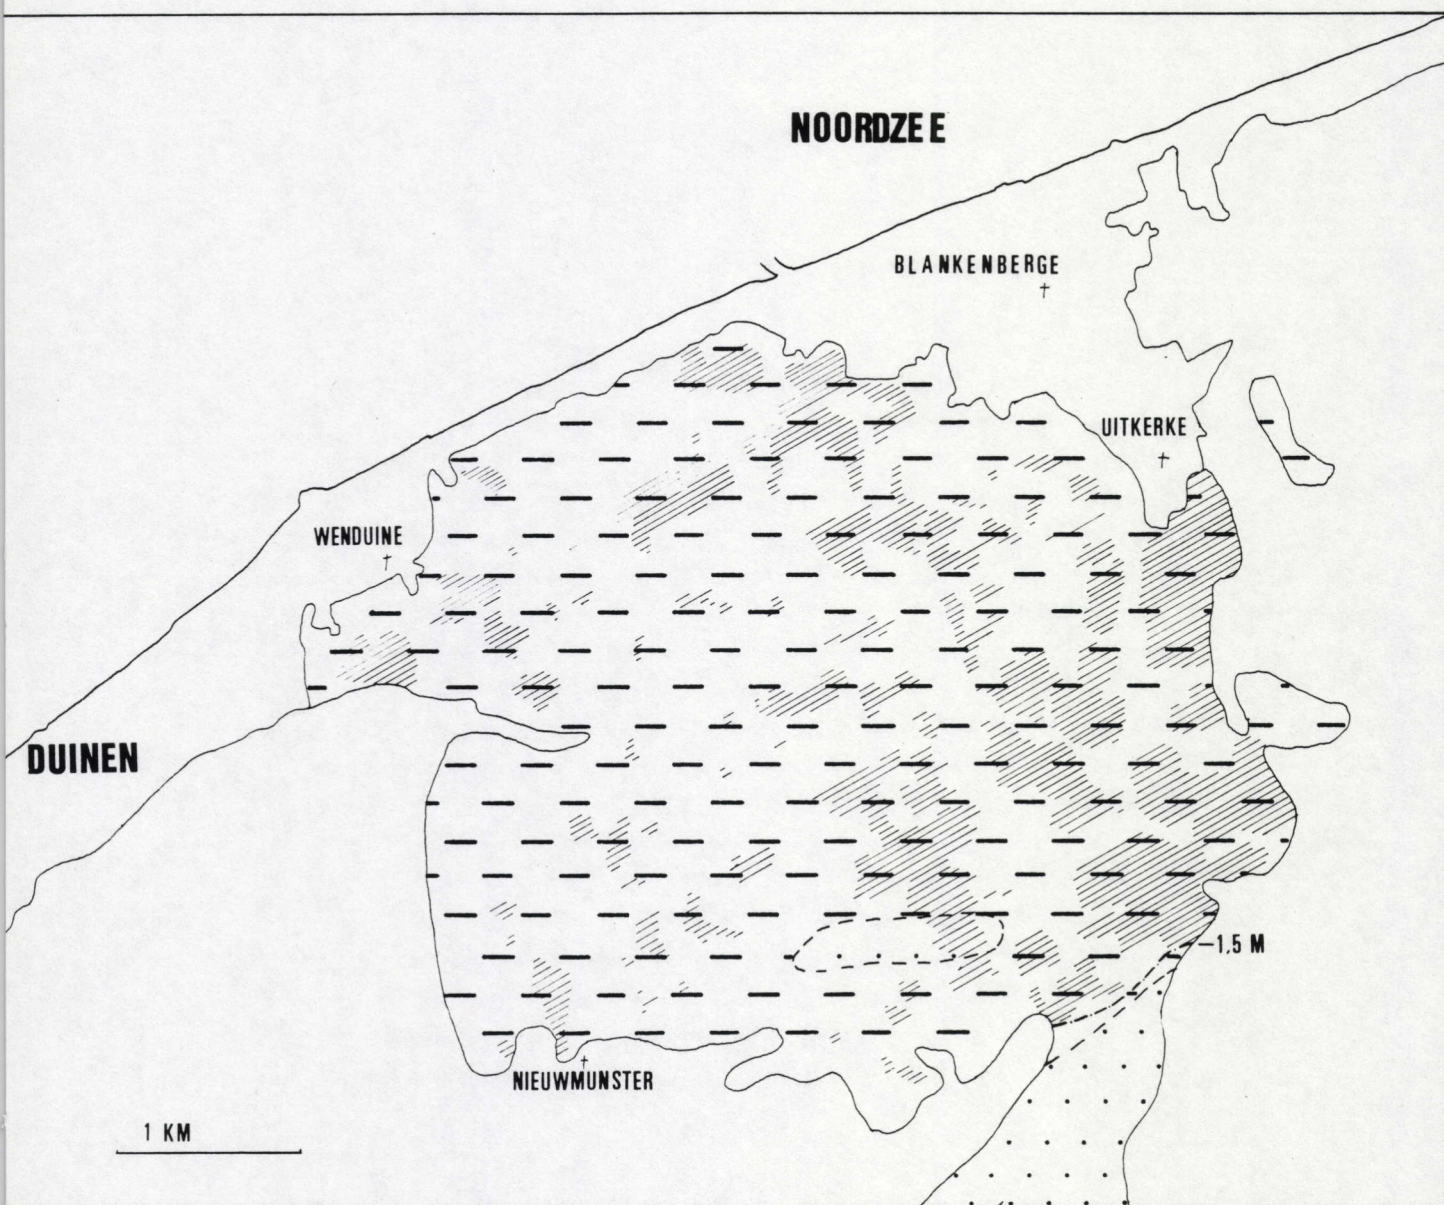 NOORDZEE
BLANKENBERGE
UITKERKE
WENDUINE
DUINEN
−1,5 M
NIEUWMUNSTER
1 KM